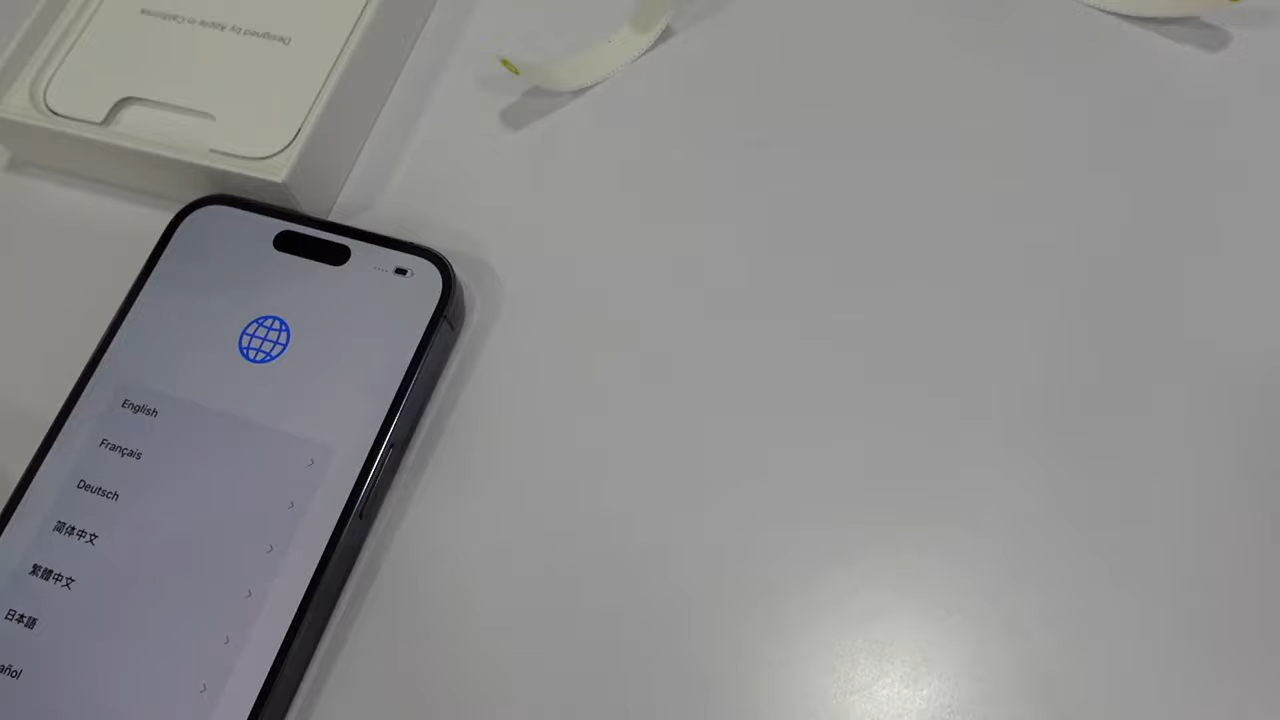 Designed by Apple in California
English
Français
Deutsch
简体中文
繁體中文
日本語
añol